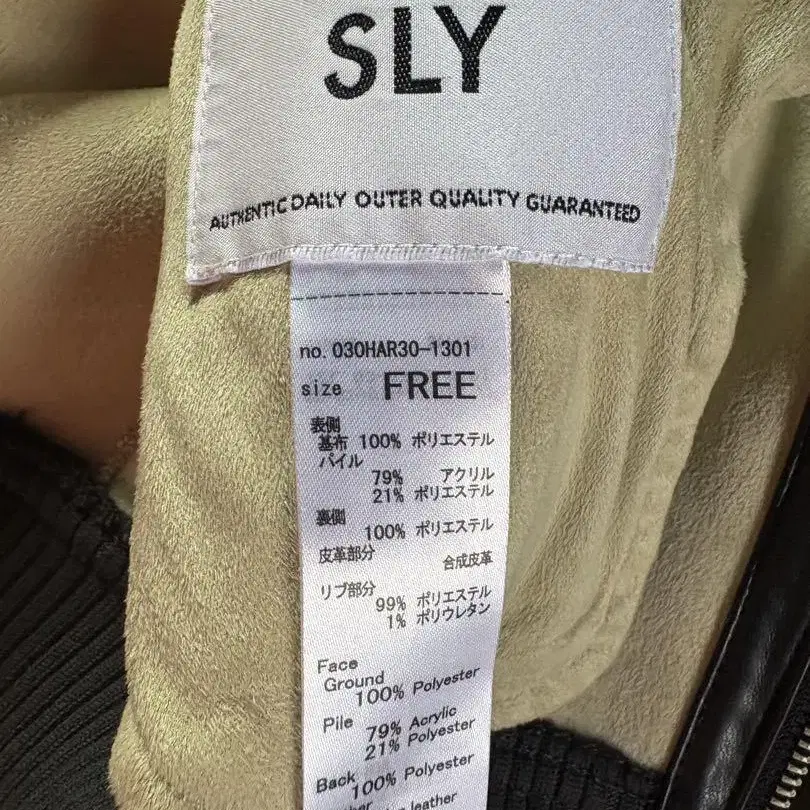 SLY
AUTHENTIC DAILY OUTER QUALITY GUARANTEED
no. 030HAR30-1301
size FREE
表側
基布 100% ポリエステル
パイル
79% アクリル
21% ポリエステル
裏側
100% ポリエステル
皮革部分
合成皮革
リブ部分
99% ポリエステル
1% ポリウレタン
Face
Ground
100% Polyester
Pile
79% Acrylic
21% Polyester
Back
100% Polyester
leather